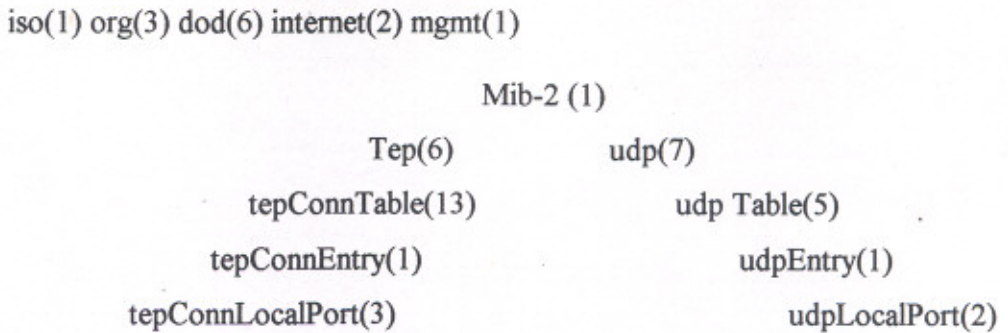 iso(1) org(3) dod(6) internet(2) mgmt(1)
Mib-2 (1)
Tep(6) udp(7)
tepConnTable(13) udp Table(5)
tepConnEntry(1) udpEntry(1)
tepConnLocalPort(3) udpLocalPort(2)